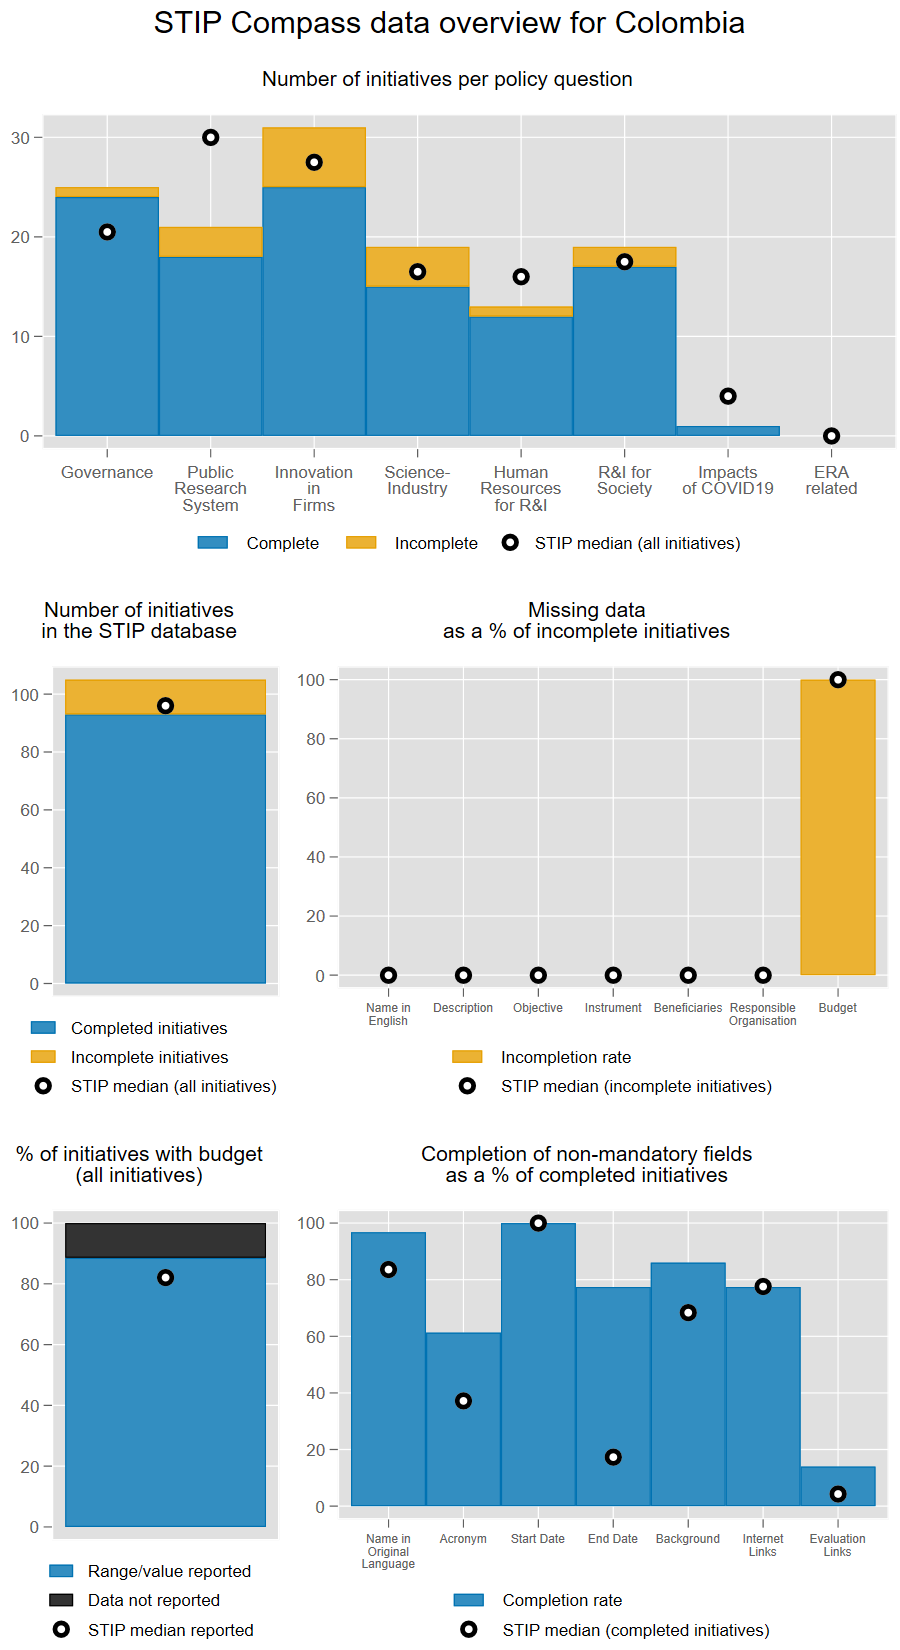 STIP Compass data overview for Colombia
Number of initiatives per policy question
30
20
10
0
Governance
Public
Research
System
Innovation
in
Firms
Science-
Industry
Human
Resources
for R&I
R&I for
Society
Impacts
of COVID19
ERA
related
Complete
Incomplete
STIP median (all initiatives)
Number of initiatives
in the STIP database
100
80
60
40
20
0
Completed initiatives
Incomplete initiatives
STIP median (all initiatives)
Missing data
as a % of incomplete initiatives
100
80
60
40
20
0
Name in
English
Description
Objective
Instrument
Beneficiaries
Responsible
Organisation
Budget
Incompletion rate
STIP median (incomplete initiatives)
% of initiatives with budget
(all initiatives)
100
80
60
40
20
0
Range/value reported
Data not reported
STIP median reported
Completion of non-mandatory fields
as a % of completed initiatives
100
80
60
40
20
0
Name in
Original
Language
Acronym
Start Date
End Date
Background
Internet
Links
Evaluation
Links
Completion rate
STIP median (completed initiatives)